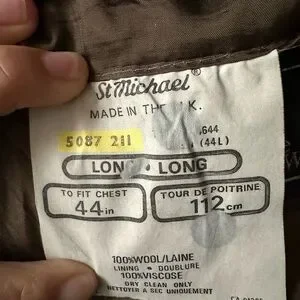 St Michael®
MADE IN THE U.K.
5087 211
644
(44L)
LONG • LONG
TO FIT CHEST
44in
TOUR DE POITRINE
112cm
100%WOOL/LAINE
LINING • DOUBLURE
100%VISCOSE
DRY CLEAN ONLY
NETTOYER A SEC UNIQUEMENT